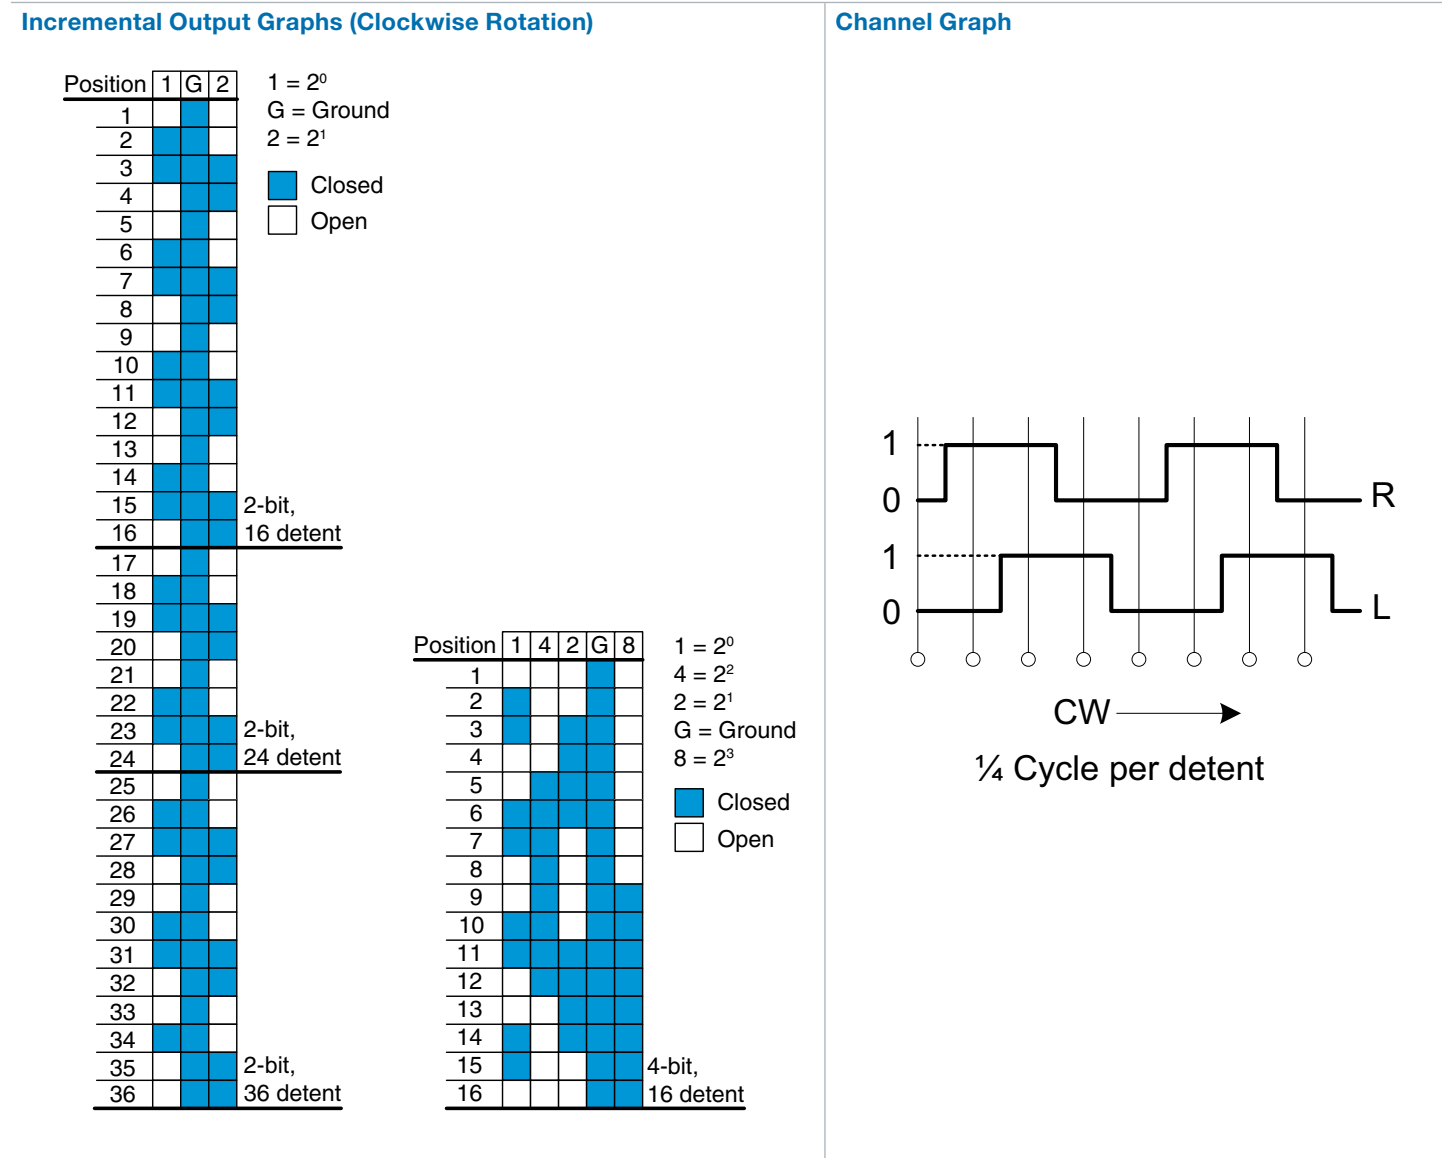 Incremental Output Graphs (Clockwise Rotation)
Position 1 G 2
1 = 2⁰
G = Ground
2 = 2¹
Closed
Open
1
2
3
4
5
6
7
8
9
10
11
12
13
14
15 2-bit,
16 16 detent
17
18
19
20
21
22
23 2-bit,
24 24 detent
25
26
27
28
29
30
31
32
33
34
35 2-bit,
36 36 detent
Position 1 4 2 G 8
1 = 2⁰
4 = 2²
2 = 2¹
G = Ground
8 = 2³
Closed
Open
1
2
3
4
5
6
7
8
9
10
11
12
13
14
15 4-bit,
16 16 detent
Channel Graph
1
0 R
1
0 L
CW
¼ Cycle per detent